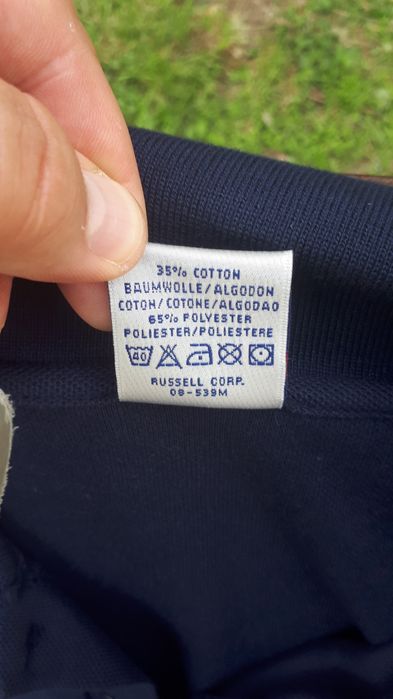 35% COTTON
BAUMWOLLE/ALGODON
COTON/COTONE/ALGODAO
65% POLYESTER
POLIESTER/POLIESTERE
40
RUSSELL CORP.
08-539M